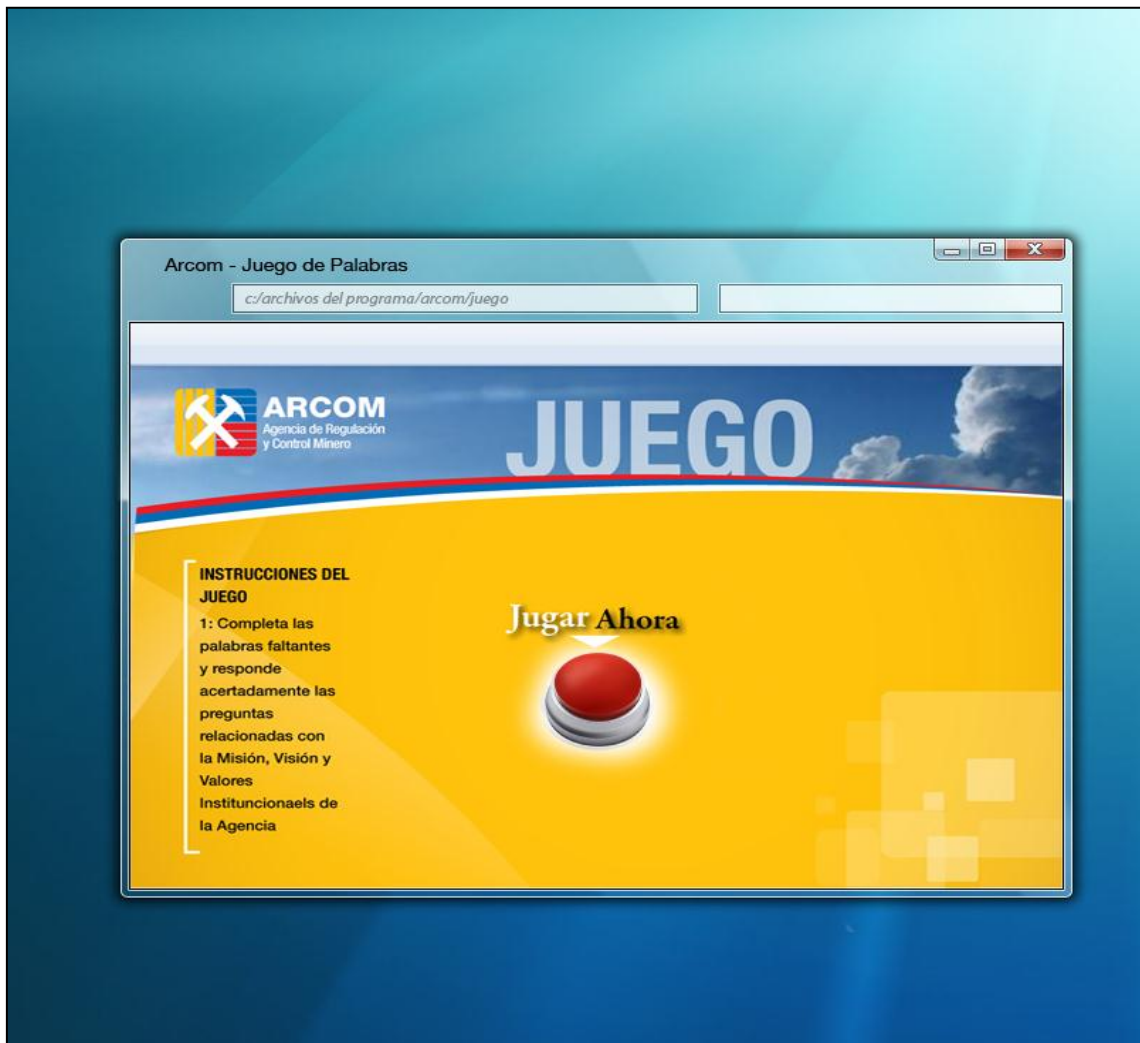 Arcom - Juego de Palabras
c:/archivos del programa/arcom/juego
ARCOM
Agencia de Regulación
y Control Minero
JUEGO
INSTRUCCIONES DEL
JUEGO
1: Completa las
palabras faltantes
y responde
acertadamente las
preguntas
relacionadas con
la Misión, Visión y
Valores
Instituncionaels de
la Agencia
Jugar Ahora